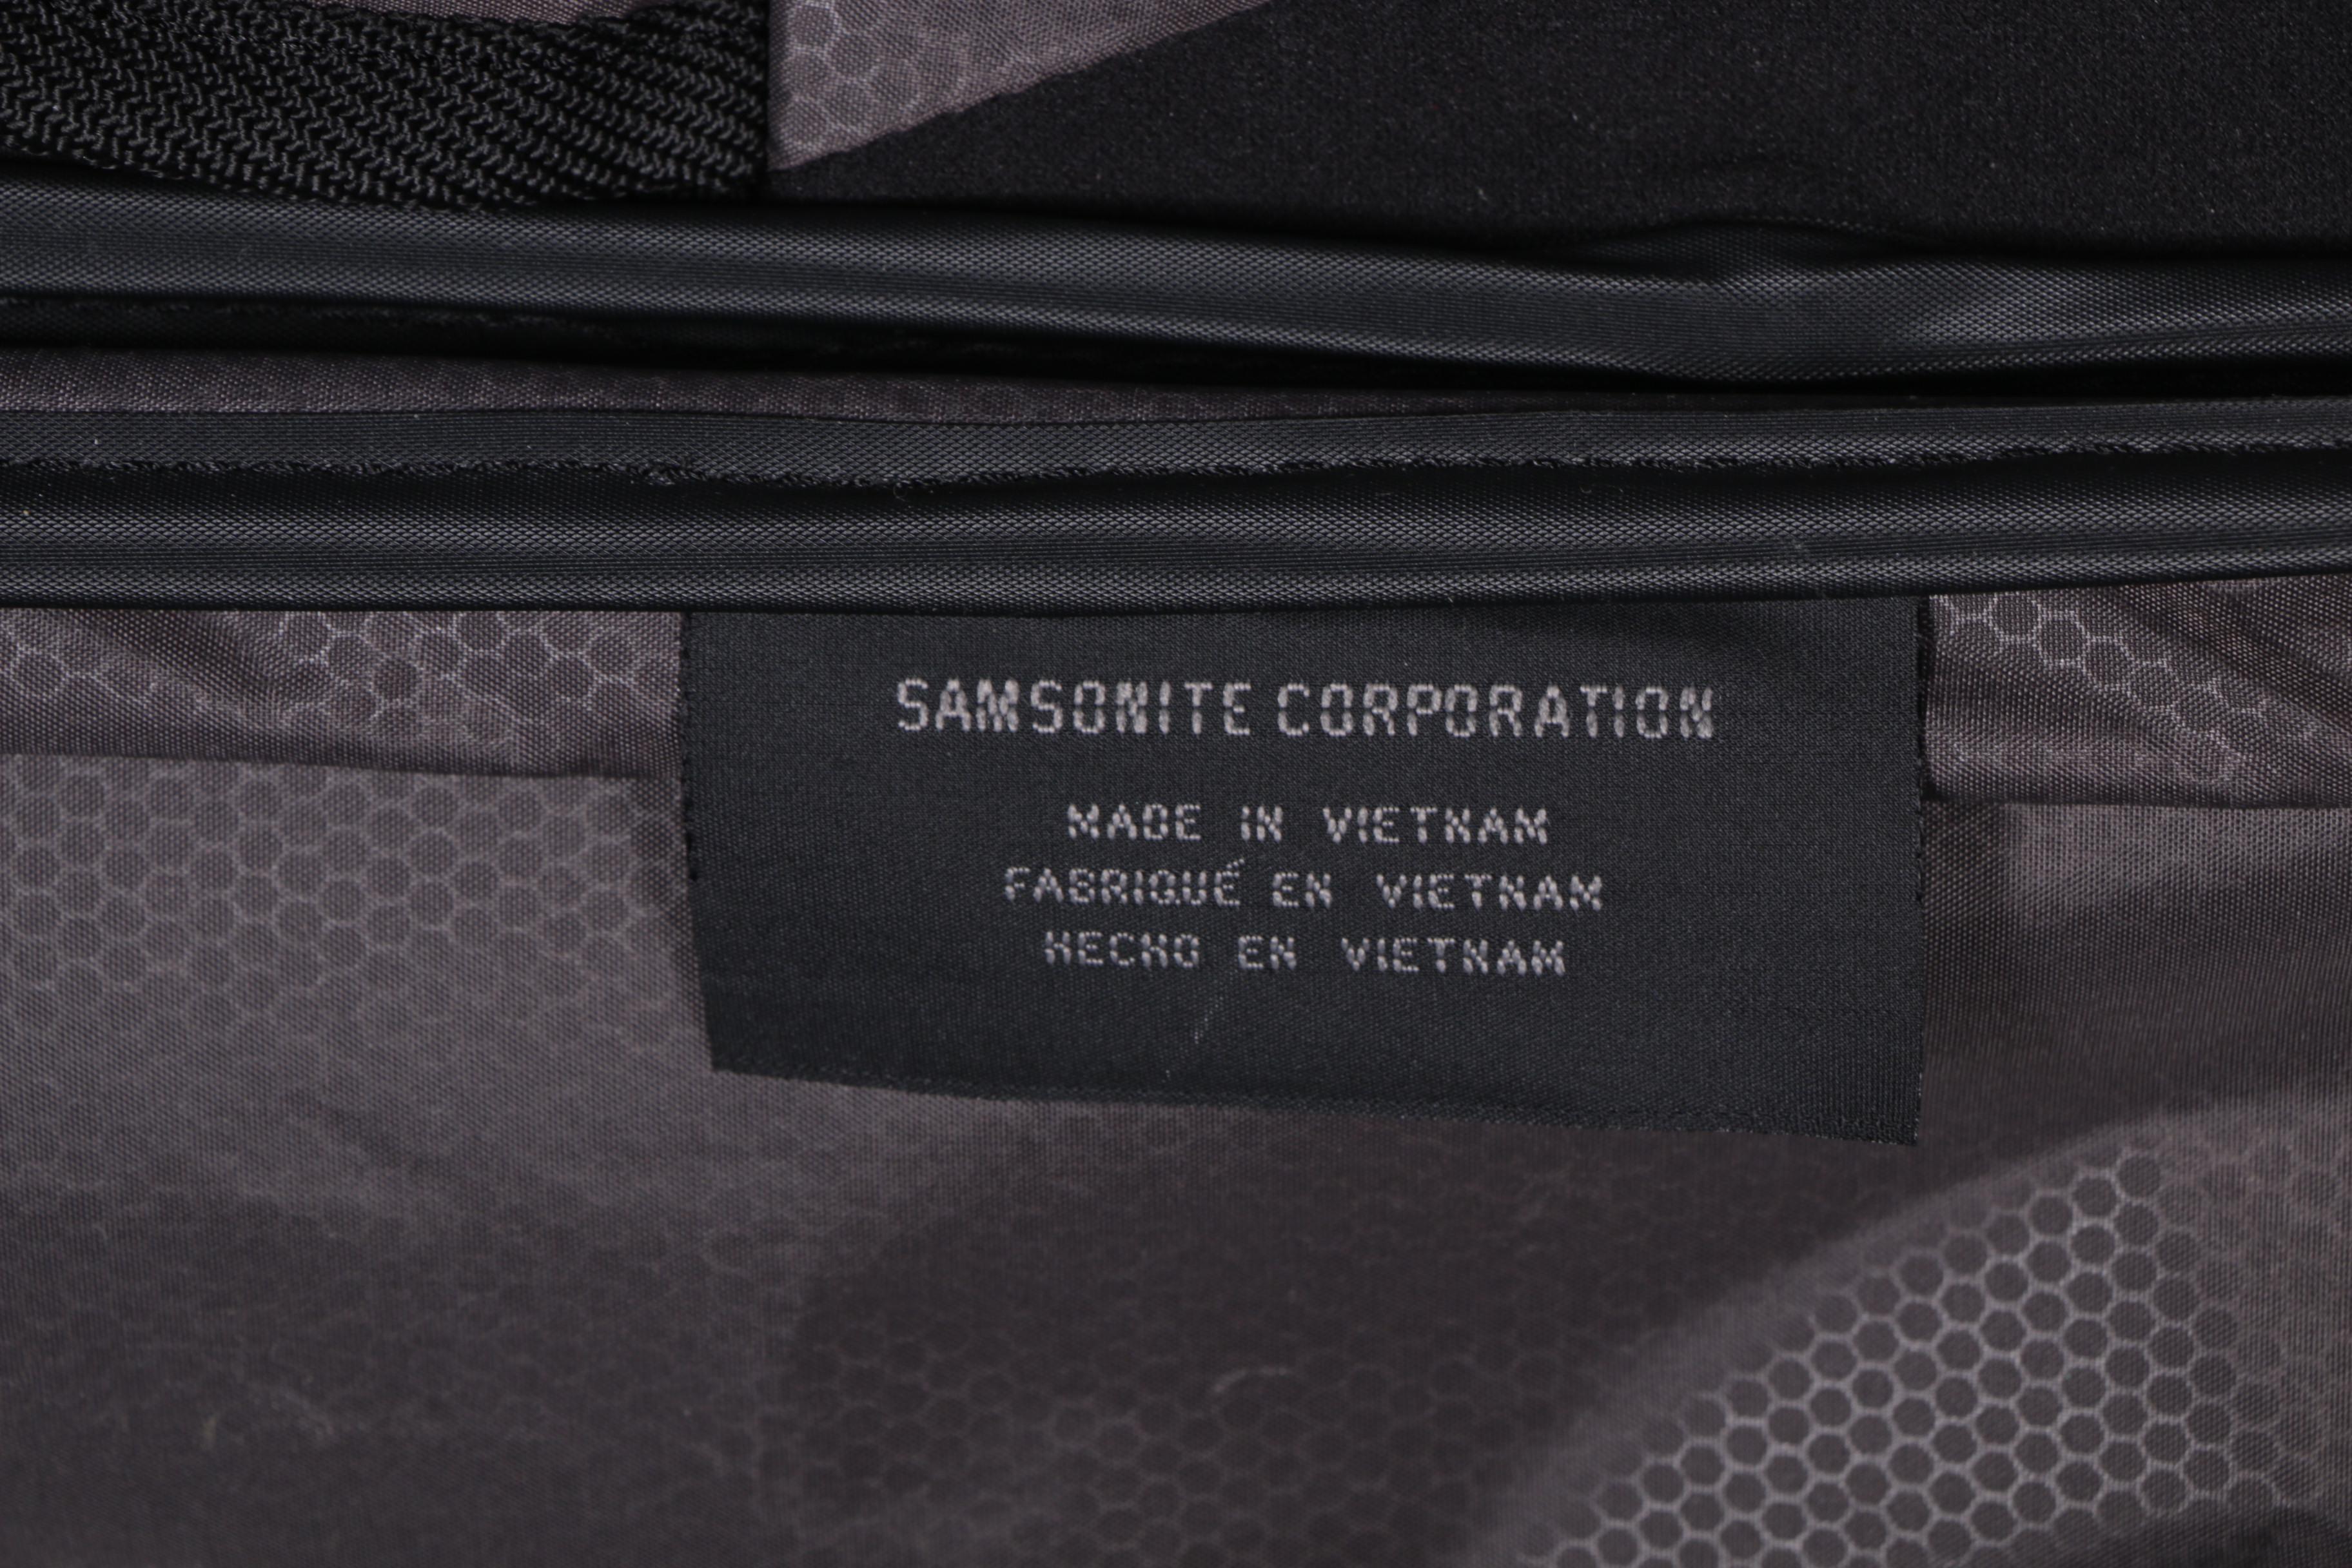 SAMSONITE CORPORATION
MADE IN VIETNAM
FABRIQUÉ EN VIETNAM
HECHO EN VIETNAM